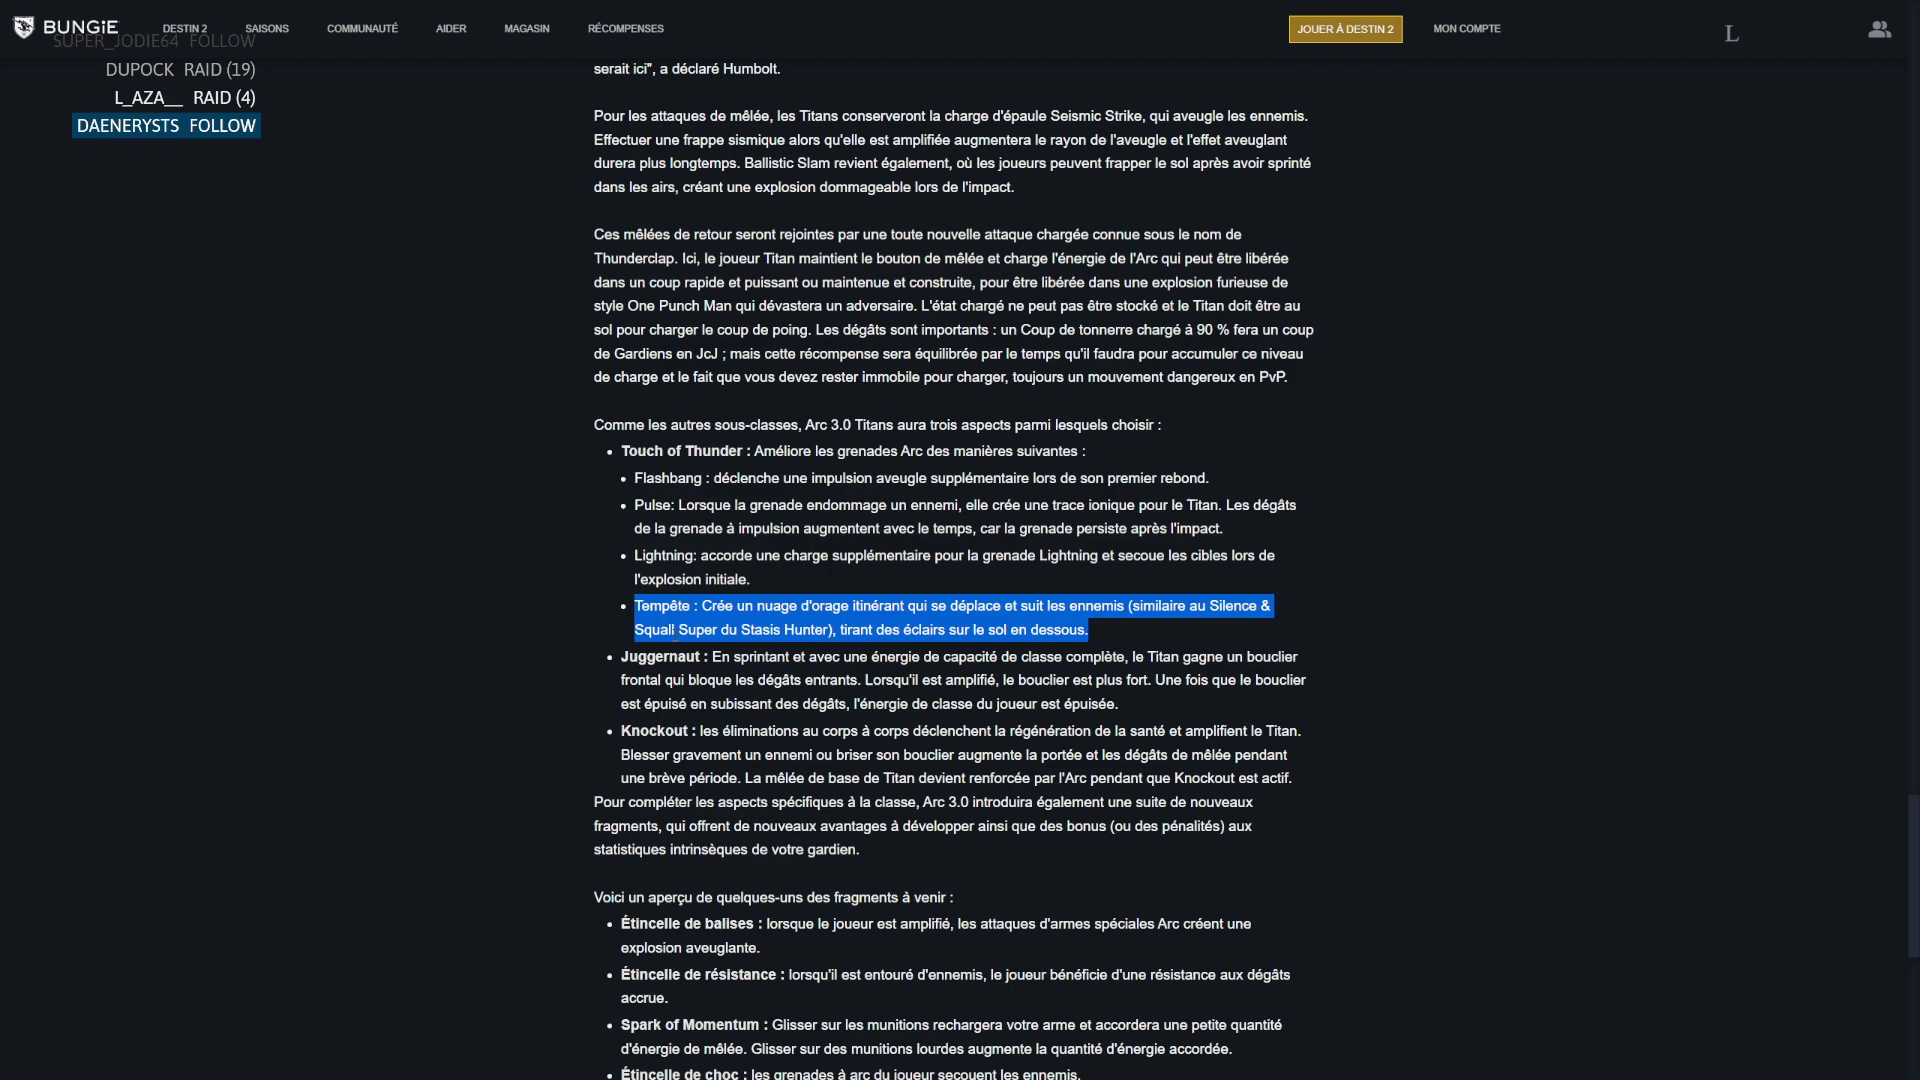 BUNGiE
DESTIN 2
SAISONS
COMMUNAUTÉ
AIDER
MAGASIN
RÉCOMPENSES
JOUER À DESTIN 2
MON COMPTE
L
SUPER_JODIE64 FOLLOW
DUPOCK RAID (19)
L_AZA__ RAID (4)
DAENERYSTS FOLLOW
serait ici", a déclaré Humbolt.
Pour les attaques de mêlée, les Titans conserveront la charge d'épaule Seismic Strike, qui aveugle les ennemis.
Effectuer une frappe sismique alors qu'elle est amplifiée augmentera le rayon de l'aveugle et l'effet aveuglant
durera plus longtemps. Ballistic Slam revient également, où les joueurs peuvent frapper le sol après avoir sprinté
dans les airs, créant une explosion dommageable lors de l'impact.
Ces mêlées de retour seront rejointes par une toute nouvelle attaque chargée connue sous le nom de
Thunderclap. Ici, le joueur Titan maintient le bouton de mêlée et charge l'énergie de l'Arc qui peut être libérée
dans un coup rapide et puissant ou maintenue et construite, pour être libérée dans une explosion furieuse de
style One Punch Man qui dévastera un adversaire. L'état chargé ne peut pas être stocké et le Titan doit être au
sol pour charger le coup de poing. Les dégâts sont importants : un Coup de tonnerre chargé à 90 % fera un coup
de Gardiens en JcJ ; mais cette récompense sera équilibrée par le temps qu'il faudra pour accumuler ce niveau
de charge et le fait que vous devez rester immobile pour charger, toujours un mouvement dangereux en PvP.
Comme les autres sous-classes, Arc 3.0 Titans aura trois aspects parmi lesquels choisir :
• Touch of Thunder : Améliore les grenades Arc des manières suivantes :
• Flashbang : déclenche une impulsion aveugle supplémentaire lors de son premier rebond.
• Pulse: Lorsque la grenade endommage un ennemi, elle crée une trace ionique pour le Titan. Les dégâts
de la grenade à impulsion augmentent avec le temps, car la grenade persiste après l'impact.
• Lightning: accorde une charge supplémentaire pour la grenade Lightning et secoue les cibles lors de
l'explosion initiale.
• Tempête : Crée un nuage d'orage itinérant qui se déplace et suit les ennemis (similaire au Silence &
Squall Super du Stasis Hunter), tirant des éclairs sur le sol en dessous.
• Juggernaut : En sprintant et avec une énergie de capacité de classe complète, le Titan gagne un bouclier
frontal qui bloque les dégâts entrants. Lorsqu'il est amplifié, le bouclier est plus fort. Une fois que le bouclier
est épuisé en subissant des dégâts, l'énergie de classe du joueur est épuisée.
• Knockout : les éliminations au corps à corps déclenchent la régénération de la santé et amplifient le Titan.
Blesser gravement un ennemi ou briser son bouclier augmente la portée et les dégâts de mêlée pendant
une brève période. La mêlée de base de Titan devient renforcée par l'Arc pendant que Knockout est actif.
Pour compléter les aspects spécifiques à la classe, Arc 3.0 introduira également une suite de nouveaux
fragments, qui offrent de nouveaux avantages à développer ainsi que des bonus (ou des pénalités) aux
statistiques intrinsèques de votre gardien.
Voici un aperçu de quelques-uns des fragments à venir :
• Étincelle de balises : lorsque le joueur est amplifié, les attaques d'armes spéciales Arc créent une
explosion aveuglante.
• Étincelle de résistance : lorsqu'il est entouré d'ennemis, le joueur bénéficie d'une résistance aux dégâts
accrue.
• Spark of Momentum : Glisser sur les munitions rechargera votre arme et accordera une petite quantité
d'énergie de mêlée. Glisser sur des munitions lourdes augmente la quantité d'énergie accordée.
• Étincelle de choc : les grenades à arc du joueur secouent les ennemis.